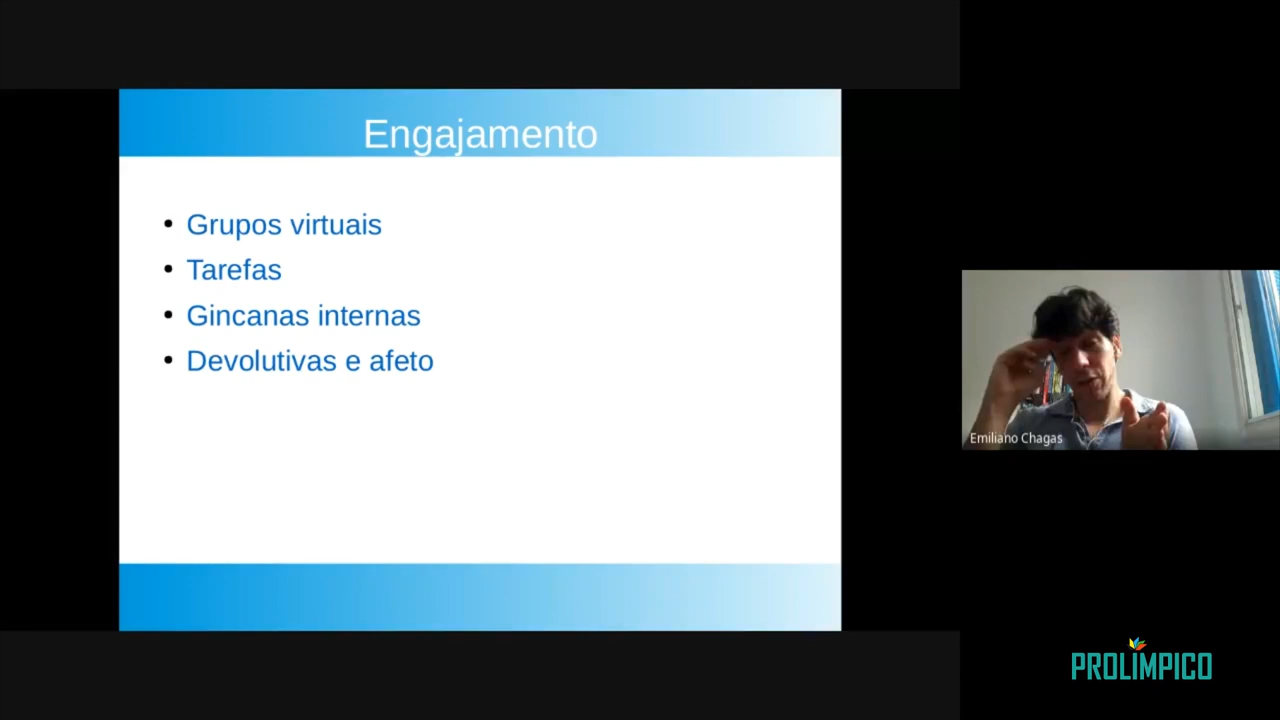 Engajamento
Grupos virtuais
Tarefas
Gincanas internas
Devolutivas e afeto
Emiliano Chagas
PROLÍMPICO